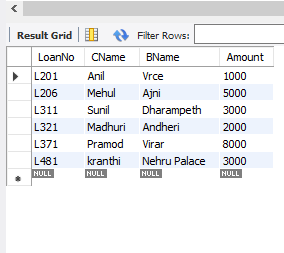 Result Grid Filter Rows:
LoanNo CName BName Amount
L201 Anil Vrce 1000
L206 Mehul Ajni 5000
L311 Sunil Dharampeth 3000
L321 Madhuri Andheri 2000
L371 Pramod Virar 8000
L481 kranthi Nehru Palace 3000
NULL NULL NULL NULL